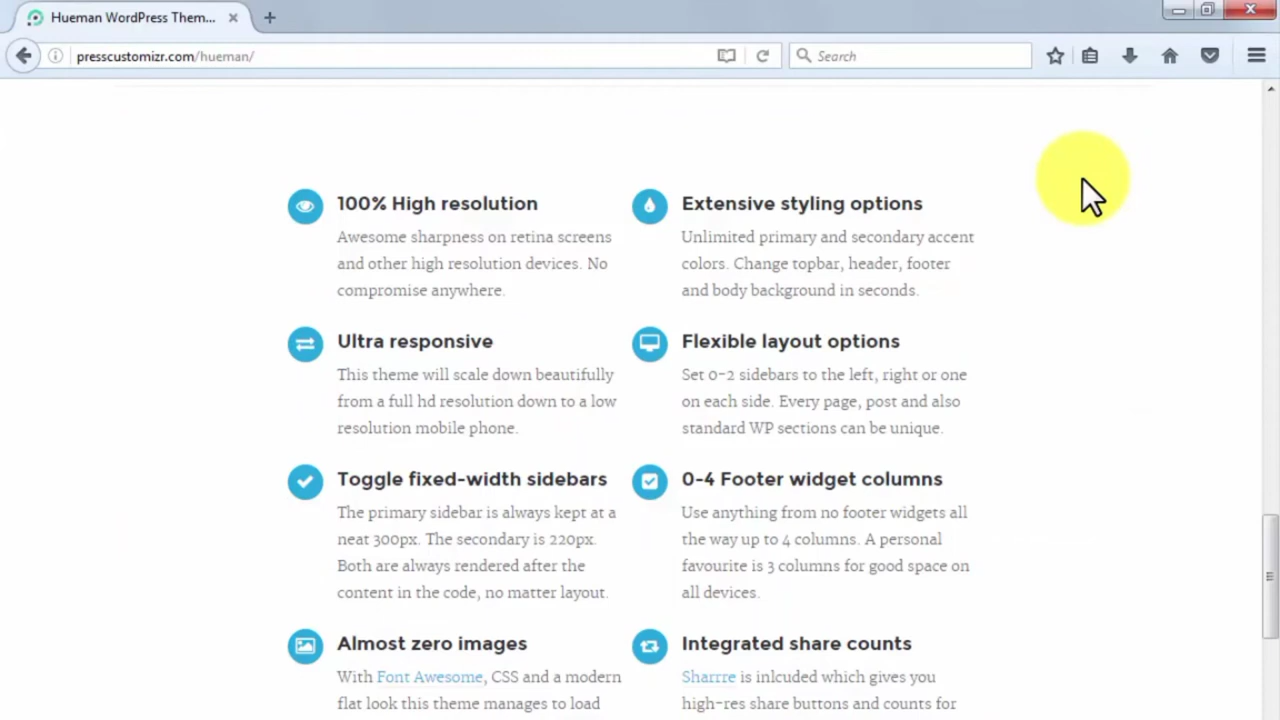 Hueman WordPress Them...
presscustomizr.com/hueman/
Search
100% High resolution
Awesome sharpness on retina screens
and other high resolution devices. No
compromise anywhere.
Extensive styling options
Unlimited primary and secondary accent
colors. Change topbar, header, footer
and body background in seconds.
Ultra responsive
This theme will scale down beautifully
from a full hd resolution down to a low
resolution mobile phone.
Flexible layout options
Set 0-2 sidebars to the left, right or one
on each side. Every page, post and also
standard WP sections can be unique.
Toggle fixed-width sidebars
The primary sidebar is always kept at a
neat 300px. The secondary is 220px.
Both are always rendered after the
content in the code, no matter layout.
0-4 Footer widget columns
Use anything from no footer widgets all
the way up to 4 columns. A personal
favourite is 3 columns for good space on
all devices.
Almost zero images
With Font Awesome, CSS and a modern
flat look this theme manages to load
Integrated share counts
Sharrre is inlcuded which gives you
high-res share buttons and counts for